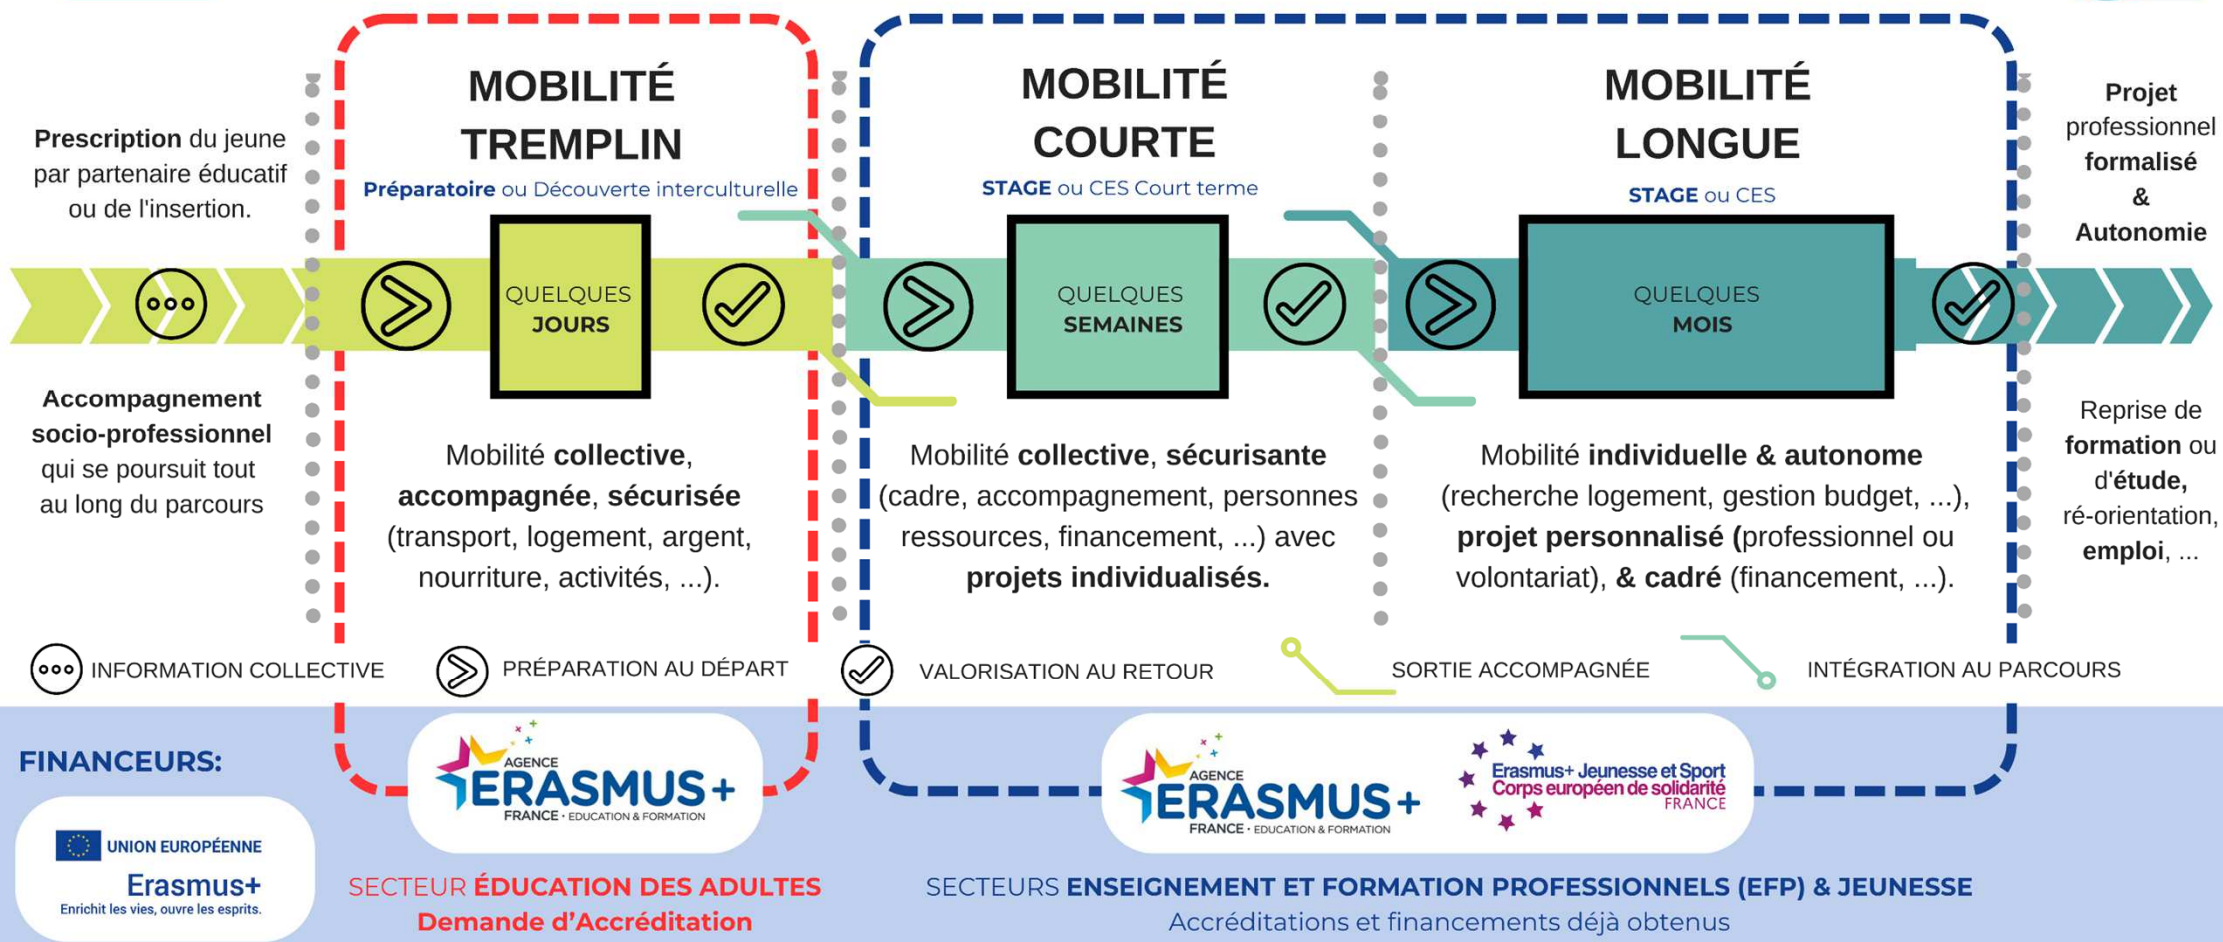 Prescription du jeune
par partenaire éducatif
ou de l'insertion.
Accompagnement
socio-professionnel
qui se poursuit tout
au long du parcours
MOBILITÉ
TREMPLIN
Préparatoire ou Découverte interculturelle
QUELQUES
JOURS
Mobilité collective,
accompagnée, sécurisée
(transport, logement, argent,
nourriture, activités, ...).
MOBILITÉ
COURTE
STAGE ou CES Court terme
QUELQUES
SEMAINES
Mobilité collective, sécurisante
(cadre, accompagnement, personnes
ressources, financement, ...) avec
projets individualisés.
MOBILITÉ
LONGUE
STAGE ou CES
QUELQUES
MOIS
Mobilité individuelle & autonome
(recherche logement, gestion budget, ...),
projet personnalisé (professionnel ou
volontariat), & cadré (financement, ...).
Projet
professionnel
formalisé
&
Autonomie
Reprise de
formation ou
d'étude,
ré-orientation,
emploi, ...
INFORMATION COLLECTIVE
PRÉPARATION AU DÉPART
VALORISATION AU RETOUR
SORTIE ACCOMPAGNÉE
INTÉGRATION AU PARCOURS
FINANCEURS:
UNION EUROPÉENNE
Erasmus+
Enrichit les vies, ouvre les esprits.
AGENCE
ERASMUS+
FRANCE · EDUCATION & FORMATION
SECTEUR ÉDUCATION DES ADULTES
Demande d'Accréditation
AGENCE
ERASMUS+
FRANCE · EDUCATION & FORMATION
Erasmus+ Jeunesse et Sport
Corps européen de solidarité
FRANCE
SECTEURS ENSEIGNEMENT ET FORMATION PROFESSIONNELS (EFP) & JEUNESSE
Accréditations et financements déjà obtenus